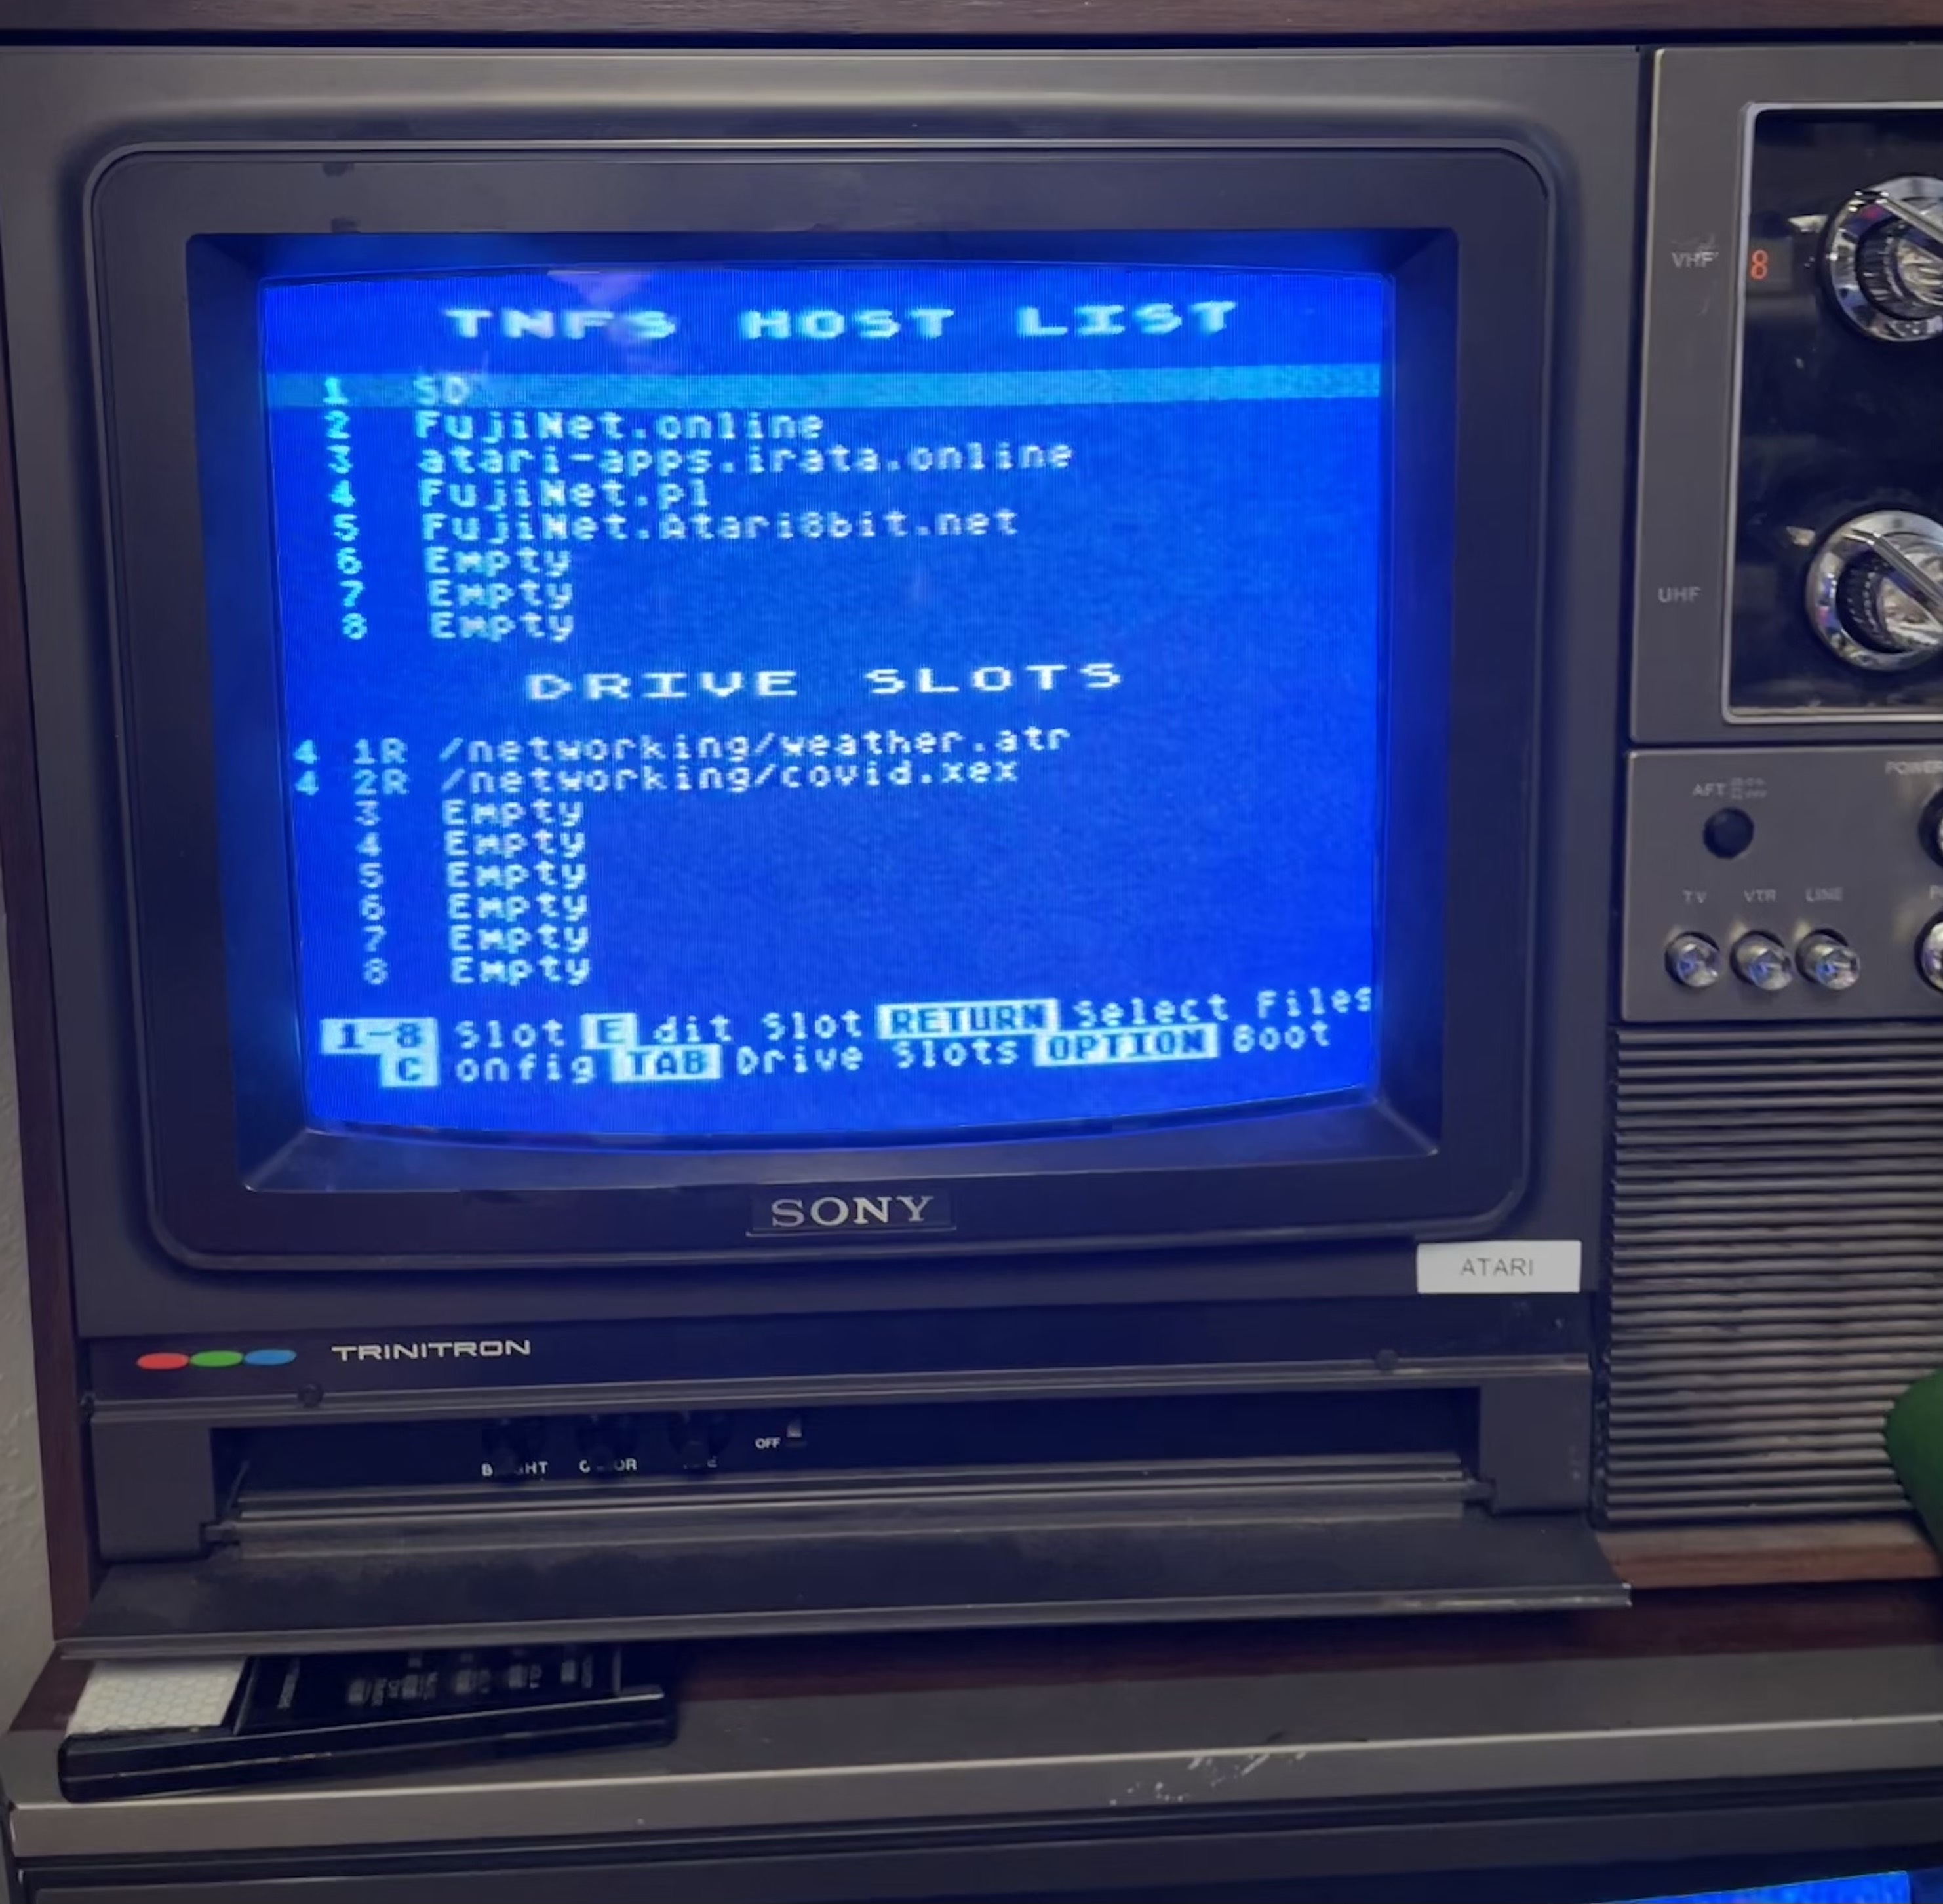 TNFS HOST LIST
1 SD
2 FujiNet.online
3 atari-apps.irata.online
4 FujiNet.pl
5 FujiNet.Atari8bit.net
6 Empty
7 Empty
8 Empty
DRIVE SLOTS
4 1R /networking/weather.atr
4 2R /networking/covid.xex
3 Empty
4 Empty
5 Empty
6 Empty
7 Empty
8 Empty
1-8 Slot E dit Slot RETURN Select Files
C onfig TAB Drive Slots OPTION Boot
SONY
ATARI
TRINITRON
OFF
VHF 8
UHF
AFT
POWER
TV VTR LINE